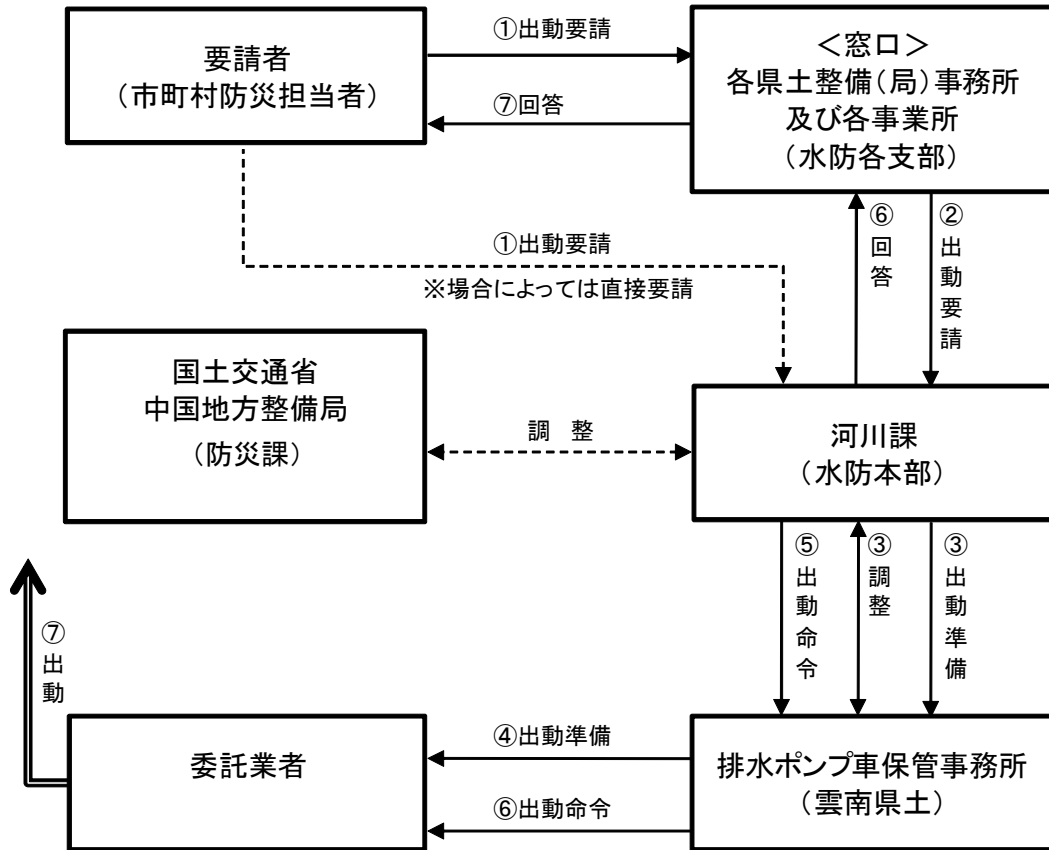 要請者
(市町村防災担当者)
①出動要請
⑦回答
＜窓口＞
各県土整備(局)事務所
及び各事業所
(水防各支部)
⑥回答
②出動要請
①出動要請
※場合によっては直接要請
国土交通省
中国地方整備局
(防災課)
調　整
河川課
(水防本部)
⑤出動命令
③調整
③出動準備
⑦出動
委託業者
④出動準備
⑥出動命令
排水ポンプ車保管事務所
(雲南県土)